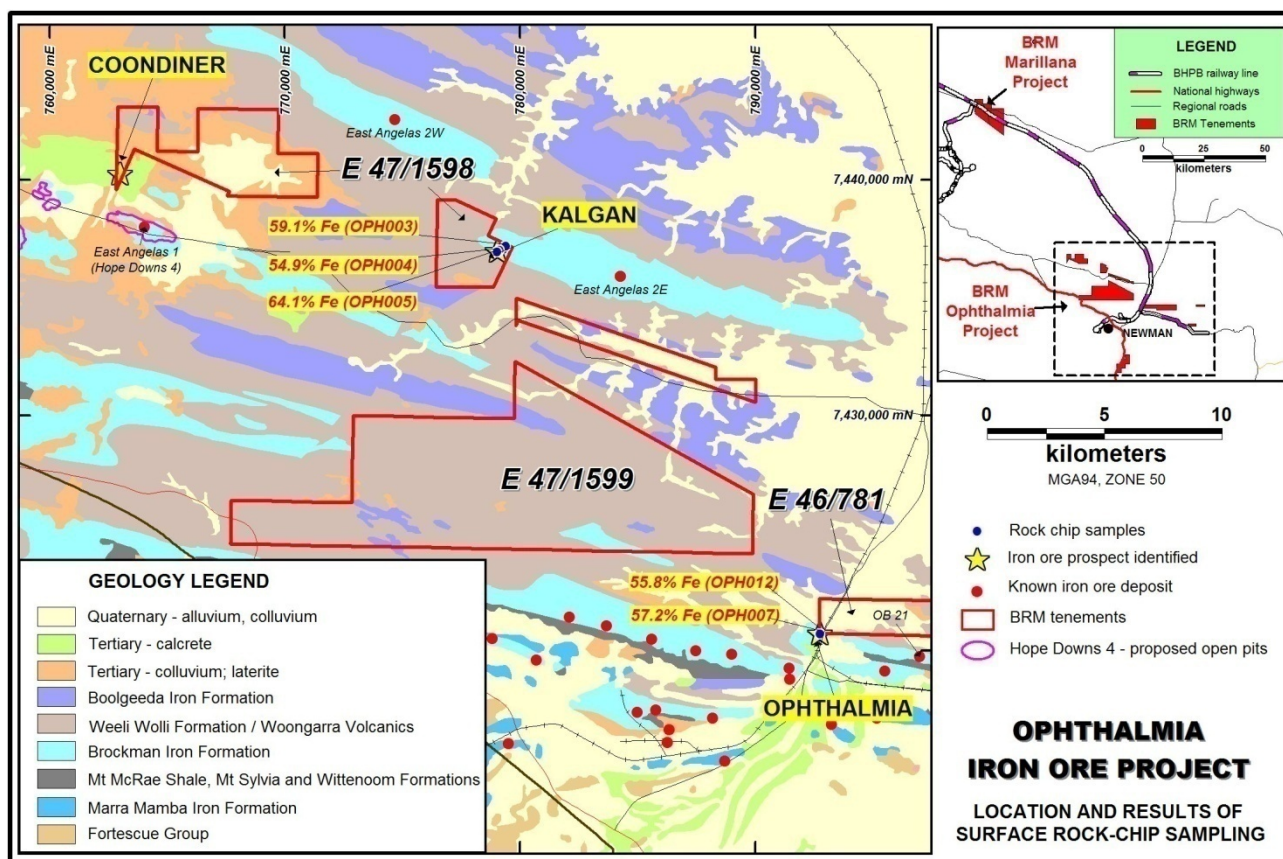 760,000 mE
770,000 mE
780,000 mE
790,000 mE
COONDINER
East Angelas 2W
E 47/1598
7,440,000 mN
KALGAN
59.1% Fe (OPH003)
54.9% Fe (OPH004)
64.1% Fe (OPH005)
East Angelas 1
(Hope Downs 4)
East Angelas 2E
7,430,000 mN
E 47/1599
E 46/781
55.8% Fe (OPH012)
57.2% Fe (OPH007)
OB 21
OPHTHALMIA
GEOLOGY LEGEND
Quaternary - alluvium, colluvium
Tertiary - calcrete
Tertiary - colluvium; laterite
Boolgeeda Iron Formation
Weeli Wolli Formation / Woongarra Volcanics
Brockman Iron Formation
Mt McRae Shale, Mt Sylvia and Wittenoom Formations
Marra Mamba Iron Formation
Fortescue Group
BRM
Marillana
Project
LEGEND
BHPB railway line
National highways
Regional roads
BRM Tenements
0 25 50
kilometers
BRM
Ophthalmia
Project
NEWMAN
0 5 10
kilometers
MGA94, ZONE 50
Rock chip samples
Iron ore prospect identified
Known iron ore deposit
BRM tenements
Hope Downs 4 - proposed open pits
OPHTHALMIA
IRON ORE PROJECT
LOCATION AND RESULTS OF
SURFACE ROCK-CHIP SAMPLING